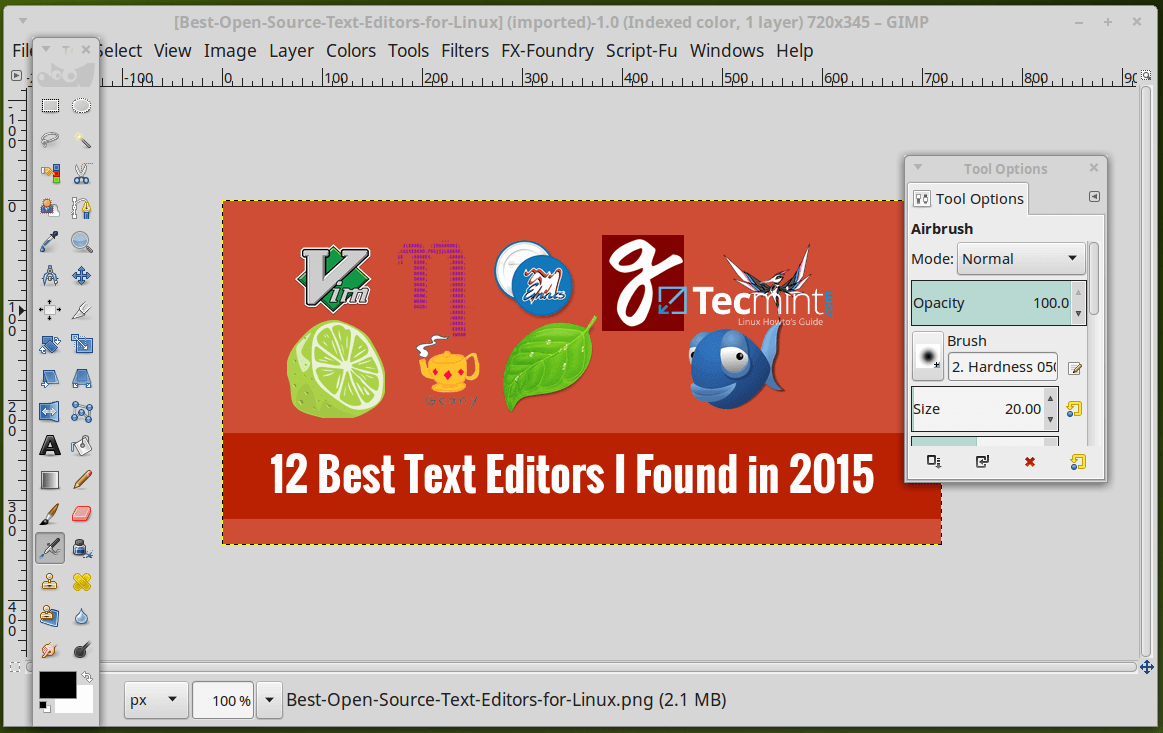 [Best-Open-Source-Text-Editors-for-Linux] (imported)-1.0 (Indexed color, 1 layer) 720x345 – GIMP
Select View Image Layer Colors Tools Filters FX-Foundry Script-Fu Windows Help
-100 0 100 200 300 400 500 600 700 800
-100
0
100
200
300
400
Tool Options
Tool Options
Airbrush
Mode: Normal
Opacity 100.0
Brush
2. Hardness 050
Size 20.00
Vim
g
Tecmint.com
Linux Howto's Guide
Geany
12 Best Text Editors I Found in 2015
px 100 % Best-Open-Source-Text-Editors-for-Linux.png (2.1 MB)